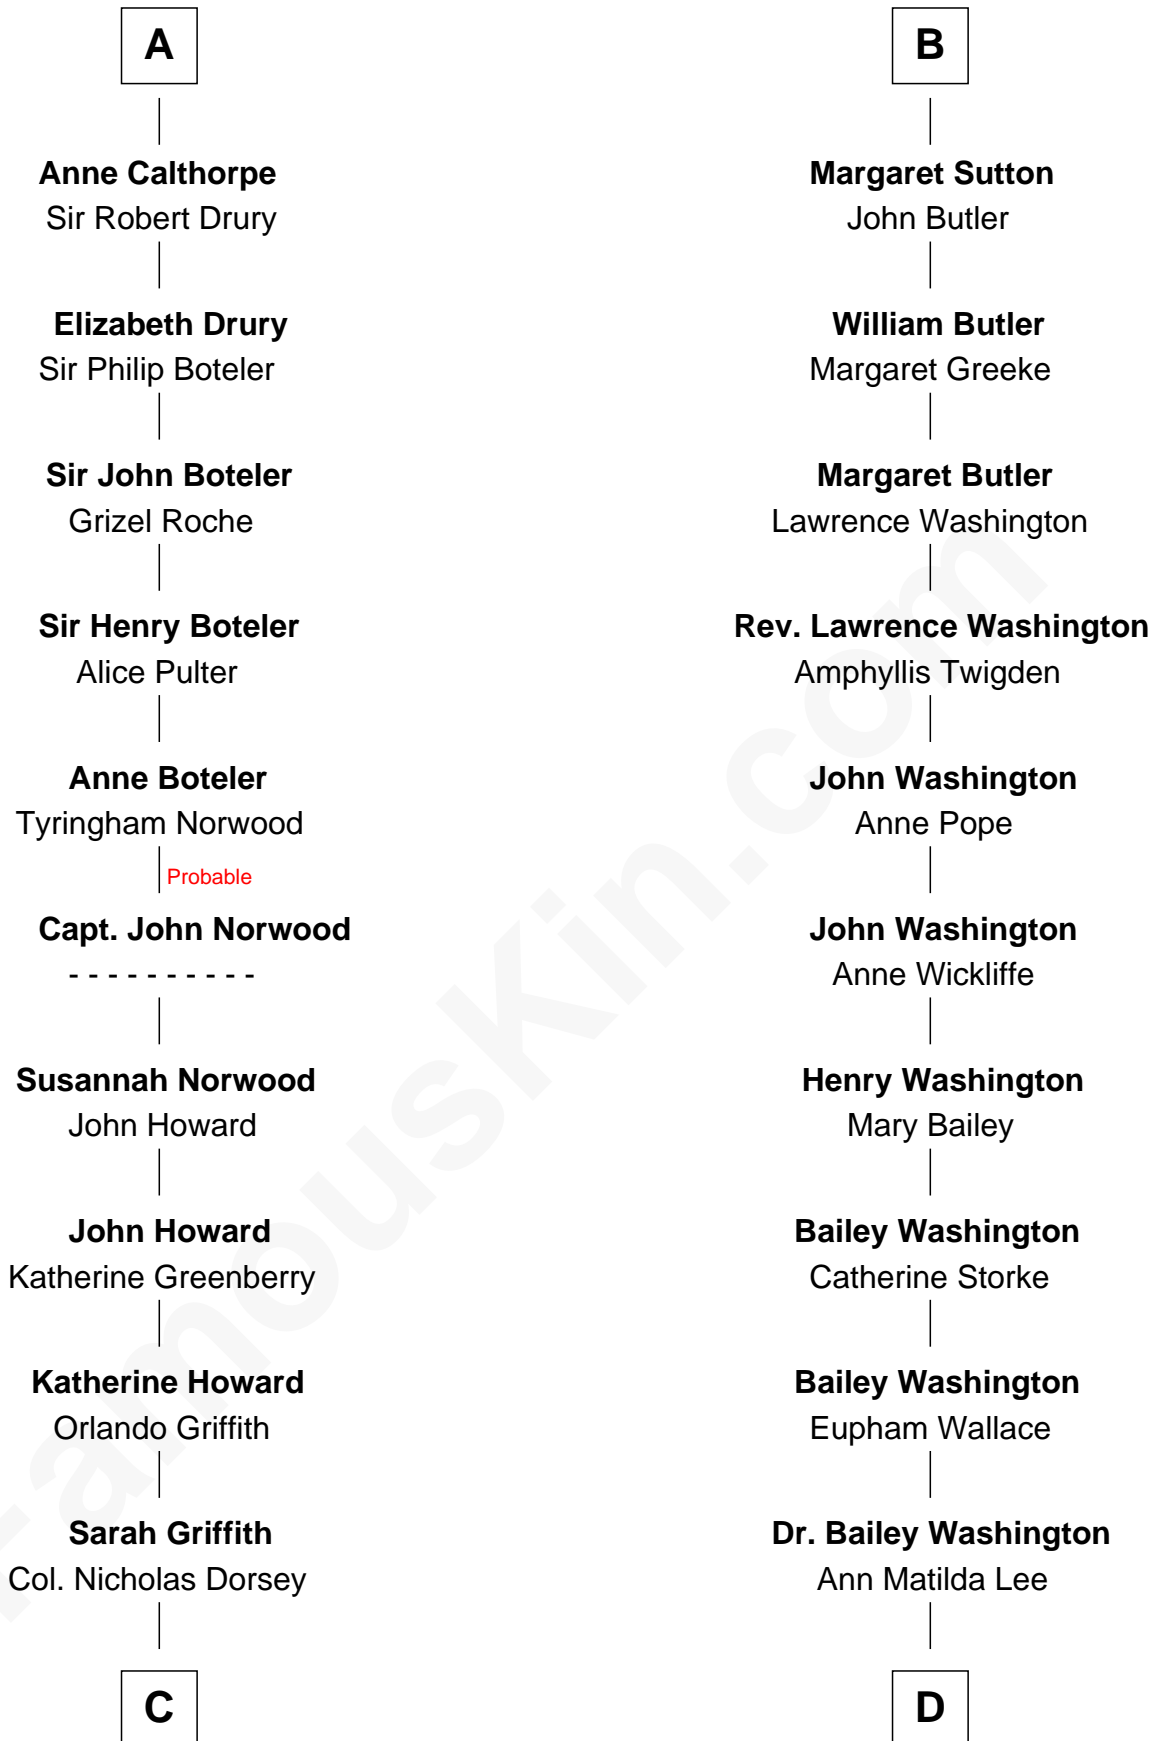 A
Anne Calthorpe
Sir Robert Drury
Elizabeth Drury
Sir Philip Boteler
Sir John Boteler
Grizel Roche
Sir Henry Boteler
Alice Pulter
Anne Boteler
Tyringham Norwood
Probable
Capt. John Norwood
- - - - - - - - - -
Susannah Norwood
John Howard
John Howard
Katherine Greenberry
Katherine Howard
Orlando Griffith
Sarah Griffith
Col. Nicholas Dorsey
C
B
Margaret Sutton
John Butler
William Butler
Margaret Greeke
Margaret Butler
Lawrence Washington
Rev. Lawrence Washington
Amphyllis Twigden
John Washington
Anne Pope
John Washington
Anne Wickliffe
Henry Washington
Mary Bailey
Bailey Washington
Catherine Storke
Bailey Washington
Eupham Wallace
Dr. Bailey Washington
Ann Matilda Lee
D
FamousKin.com